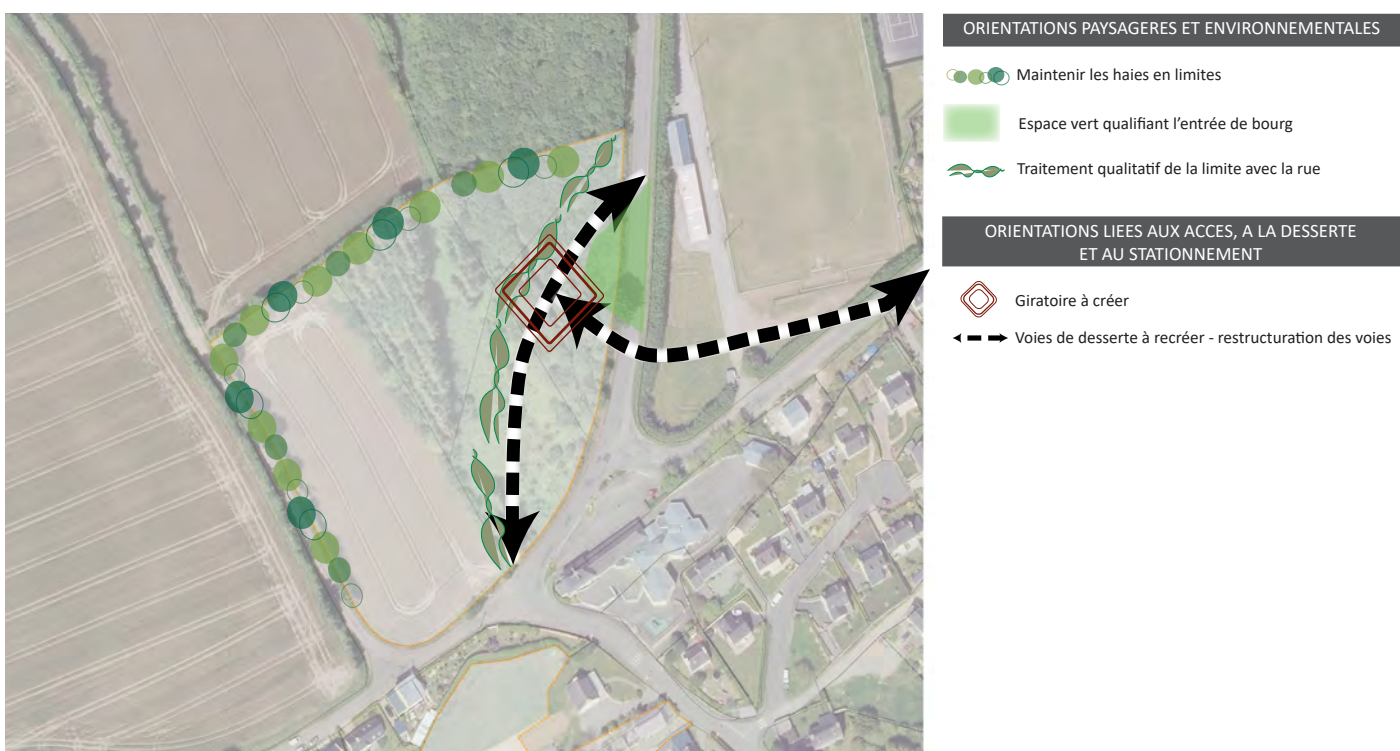 ORIENTATIONS PAYSAGERES ET ENVIRONNEMENTALES
Maintenir les haies en limites
Espace vert qualifiant l'entrée de bourg
Traitement qualitatif de la limite avec la rue
ORIENTATIONS LIEES AUX ACCES, A LA DESSERTE
ET AU STATIONNEMENT
Giratoire à créer
Voies de desserte à recréer - restructuration des voies